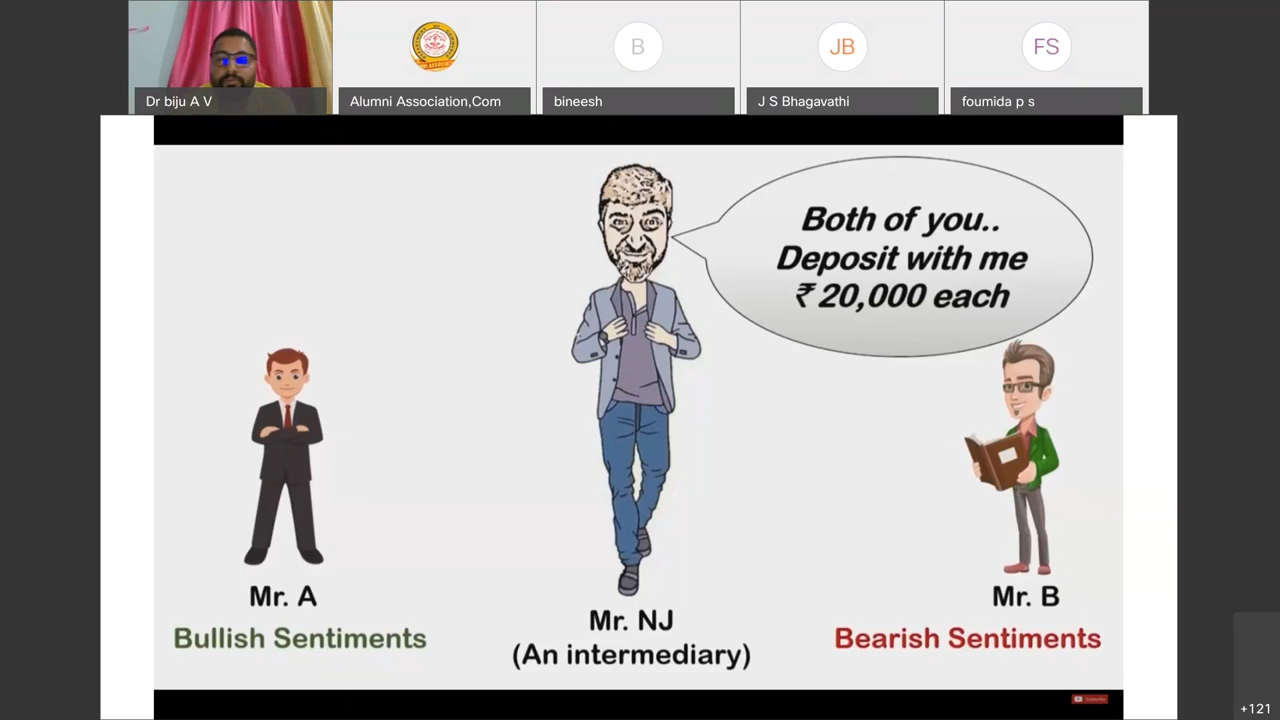 Dr biju A V
Alumni Association,Com
B
bineesh
JB
J S Bhagavathi
FS
foumida p s
Both of you..
Deposit with me
₹ 20,000 each
Mr. A
Bullish Sentiments
Mr. NJ
(An intermediary)
Mr. B
Bearish Sentiments
+121